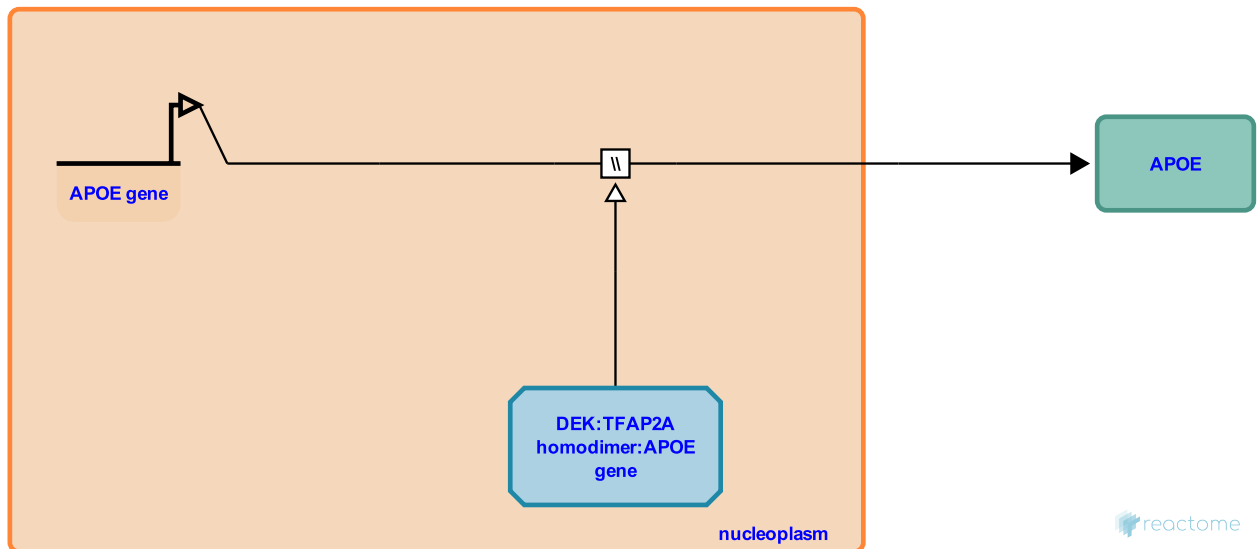 APOE gene
\\
APOE
DEK:TFAP2A
homodimer:APOE
gene
nucleoplasm
reactome